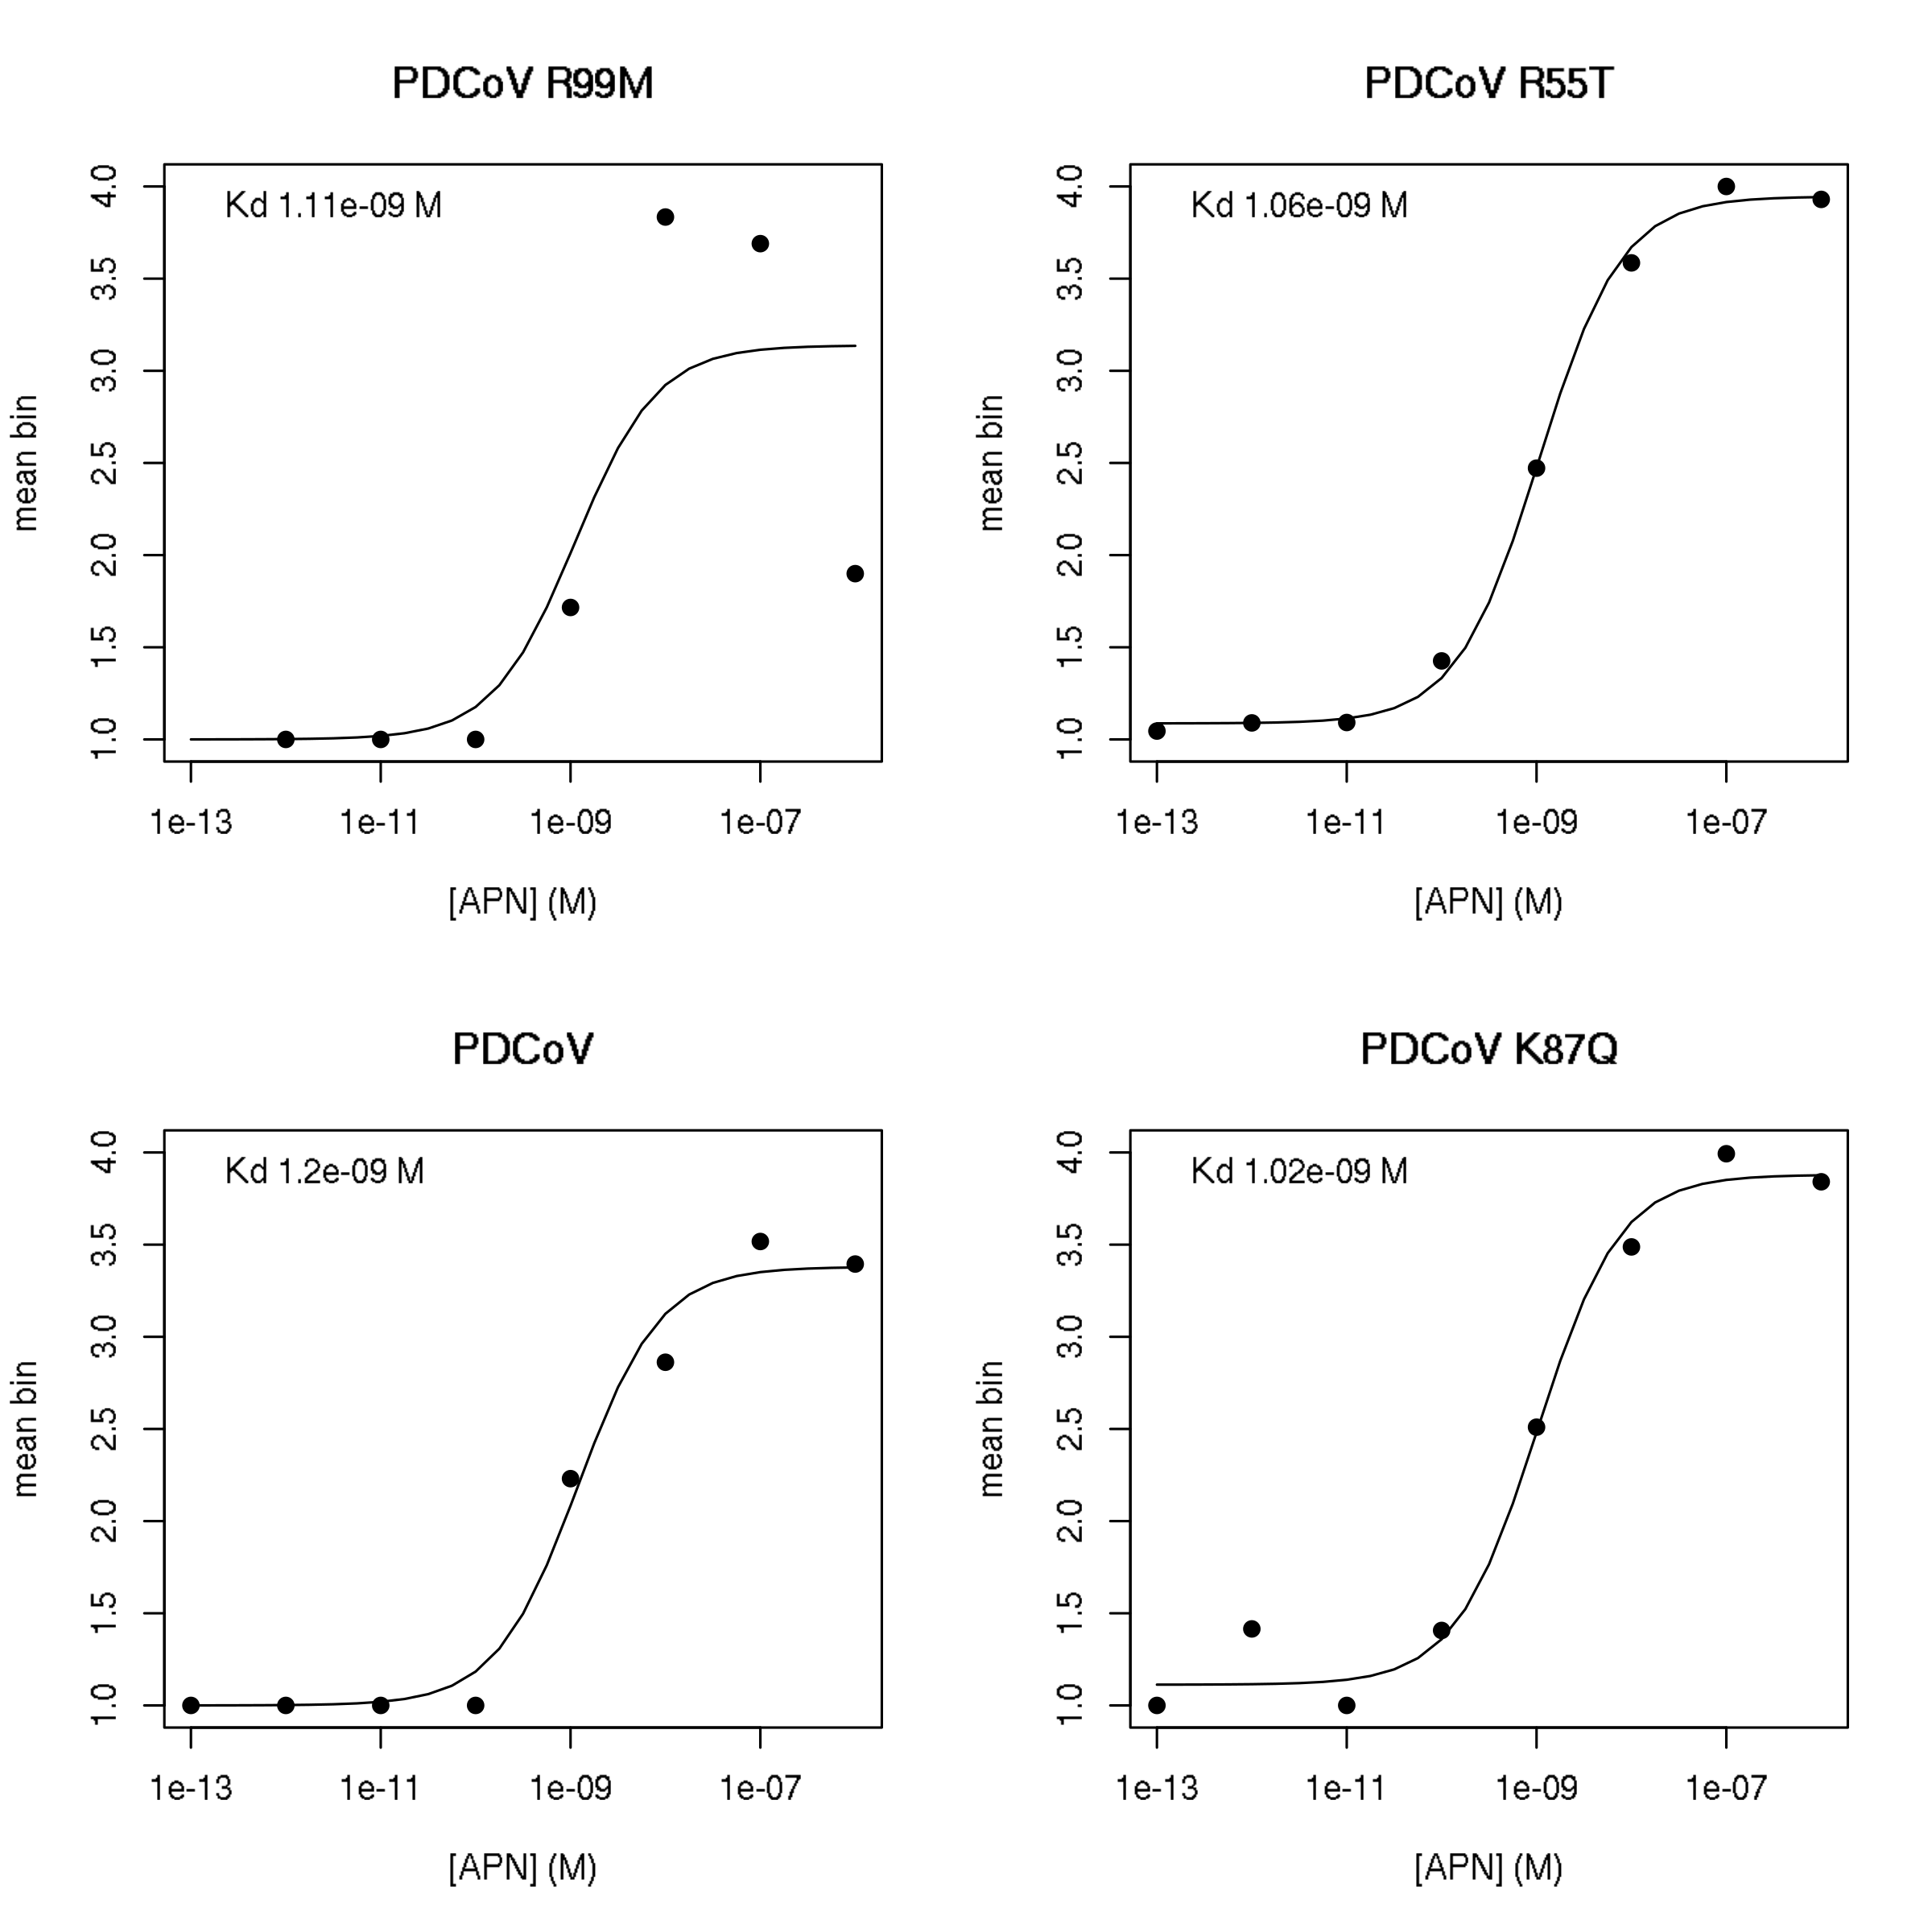 PDCoV R99M
Kd 1.11e-09 M
mean bin
4.0
3.5
3.0
2.5
2.0
1.5
1.0
1e-13 1e-11 1e-09 1e-07
[APN] (M)
PDCoV R55T
Kd 1.06e-09 M
mean bin
4.0
3.5
3.0
2.5
2.0
1.5
1.0
1e-13 1e-11 1e-09 1e-07
[APN] (M)
PDCoV
Kd 1.2e-09 M
mean bin
4.0
3.5
3.0
2.5
2.0
1.5
1.0
1e-13 1e-11 1e-09 1e-07
[APN] (M)
PDCoV K87Q
Kd 1.02e-09 M
mean bin
4.0
3.5
3.0
2.5
2.0
1.5
1.0
1e-13 1e-11 1e-09 1e-07
[APN] (M)